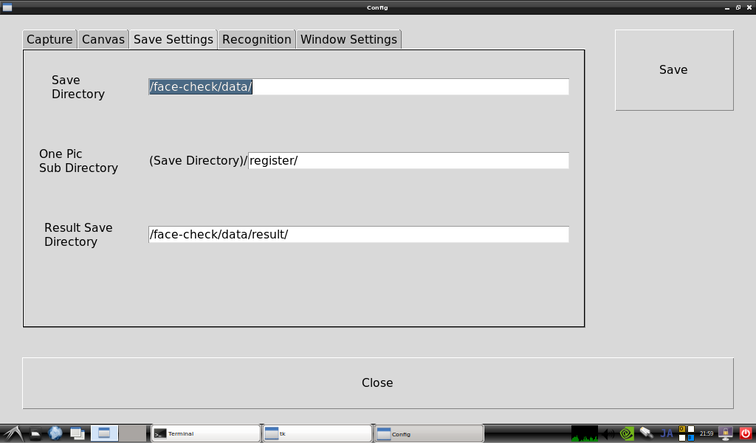 Config
Capture Canvas Save Settings Recognition Window Settings
Save
Save
Directory
/face-check/data/
One Pic
Sub Directory
(Save Directory)/register/
Result Save
Directory
/face-check/data/result/
Close
Terminal tk Config JA 21:59